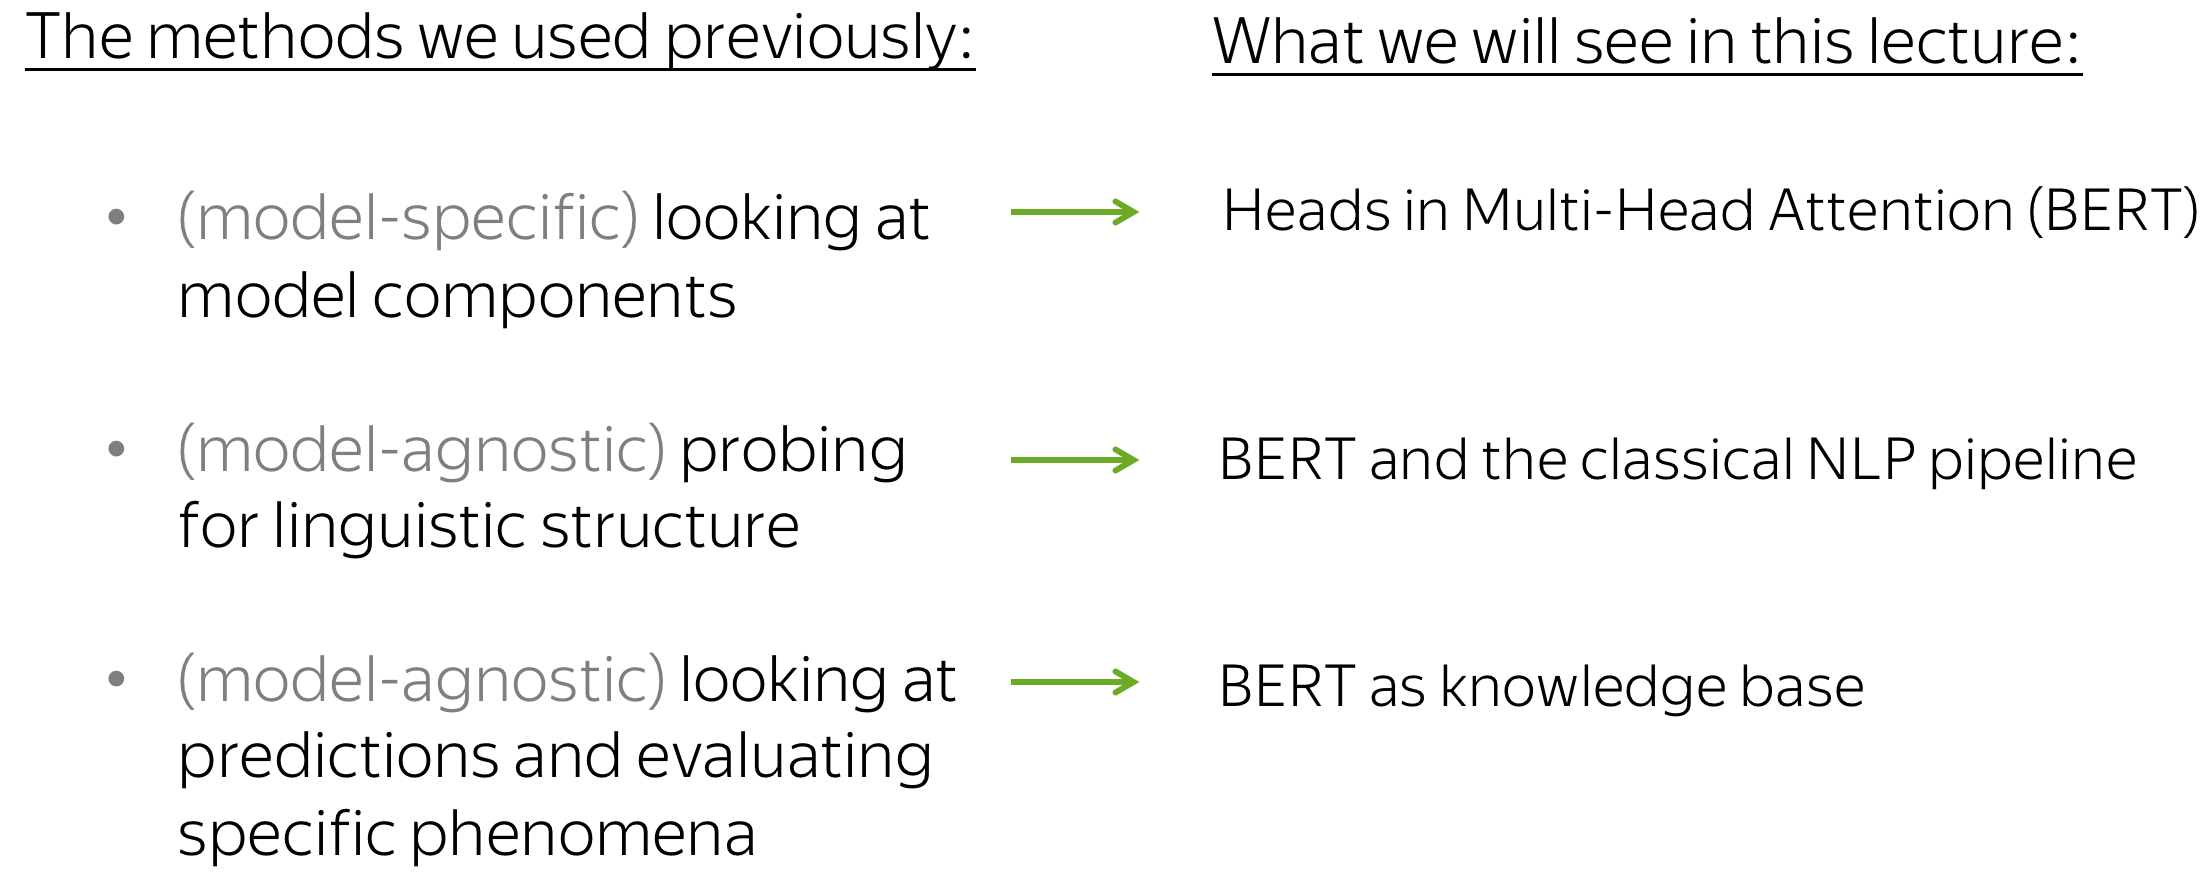 The methods we used previously:
What we will see in this lecture:
• (model-specific) looking at
model components
Heads in Multi-Head Attention (BERT)
• (model-agnostic) probing
for linguistic structure
BERT and the classical NLP pipeline
• (model-agnostic) looking at
predictions and evaluating
specific phenomena
BERT as knowledge base